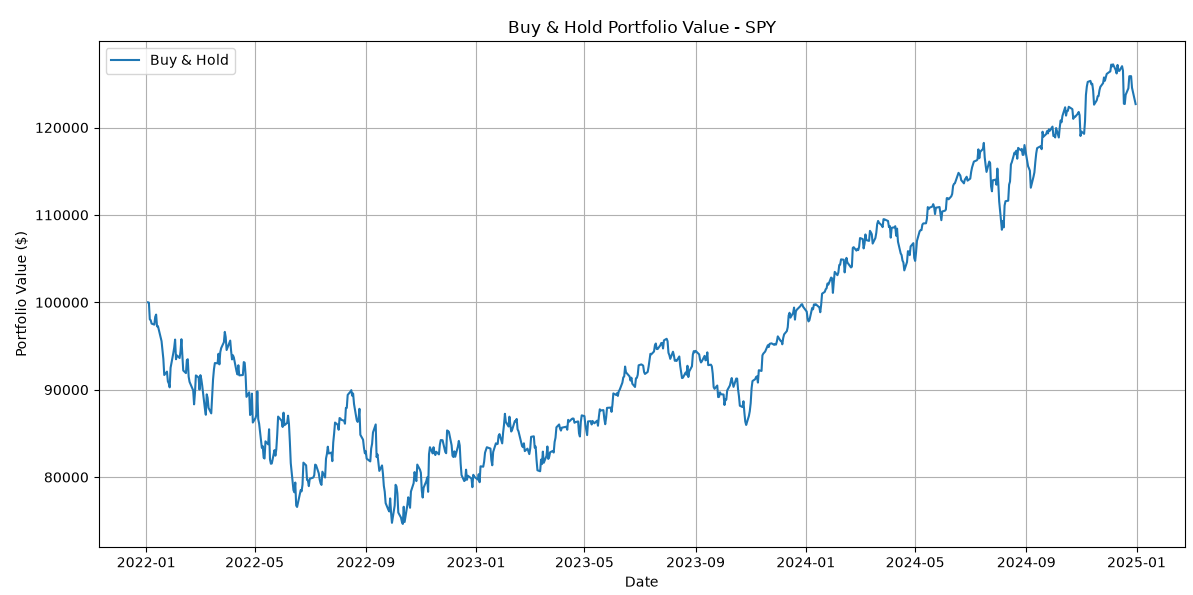 Buy & Hold Portfolio Value - SPY
Buy & Hold
Portfolio Value ($)
120000
110000
100000
90000
80000
2022-01 2022-05 2022-09 2023-01 2023-05 2023-09 2024-01 2024-05 2024-09 2025-01
Date